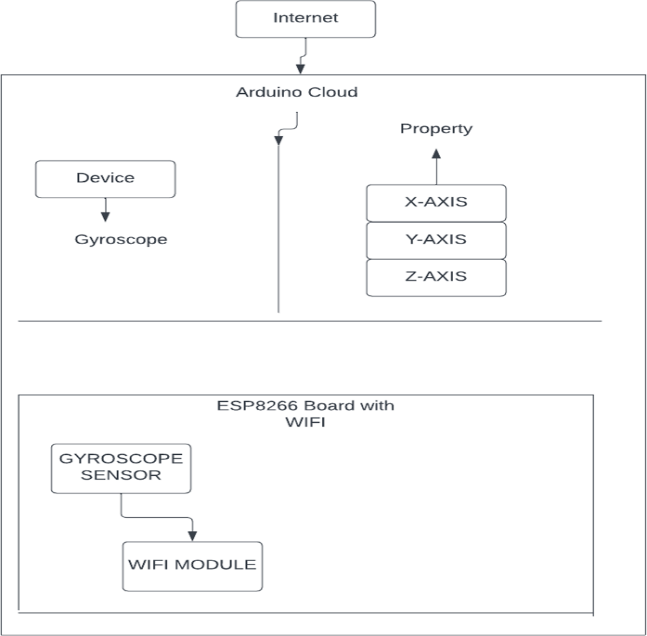 Internet
Arduino Cloud
Property
Device
X-AXIS
Gyroscope
Y-AXIS
Z-AXIS
ESP8266 Board with
WIFI
GYROSCOPE
SENSOR
WIFI MODULE